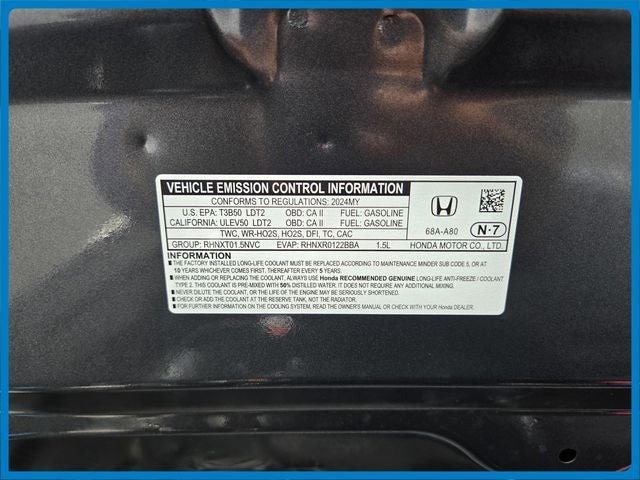 VEHICLE EMISSION CONTROL INFORMATION
CONFORMS TO REGULATIONS: 2024MY
U.S. EPA: T3B50 LDT2 OBD: CA II FUEL: GASOLINE
CALIFORNIA: ULEV50 LDT2 OBD: CA II FUEL: GASOLINE
TWC, WR-HO2S, HO2S, DFI, TC, CAC
GROUP: RHNXT01.5NVC EVAP: RHNXR0122BBA 1.5L
68A-A80 N-7
HONDA MOTOR CO., LTD.
INFORMATION
■ THE FACTORY INSTALLED LONG-LIFE COOLANT MUST BE REPLACED ACCORDING TO MAINTENANCE MINDER SUB CODE 5, OR AT
10 YEARS WHICHEVER COMES FIRST. THEREAFTER EVERY 5 YEARS.
■ WHEN ADDING OR REPLACING THE COOLANT, ALWAYS USE Honda RECOMMENDED GENUINE LONG-LIFE ANTI-FREEZE / COOLANT
TYPE 2. THIS COOLANT IS PRE-MIXED WITH 50% DISTILLED WATER. IT DOES NOT REQUIRE ANY ADDITIONAL MIXING.
■ NEVER DILUTE THE COOLANT, OR LIFE OF THE ENGINE MAY BE SERIOUSLY SHORTENED.
■ CHECK OR ADD THE COOLANT AT THE RESERVE TANK, NOT THE RADIATOR.
■ FOR FURTHER INFORMATION ON THE COOLING SYSTEM, READ THE OWNER'S MANUAL OR CHECK WITH YOUR Honda DEALER.